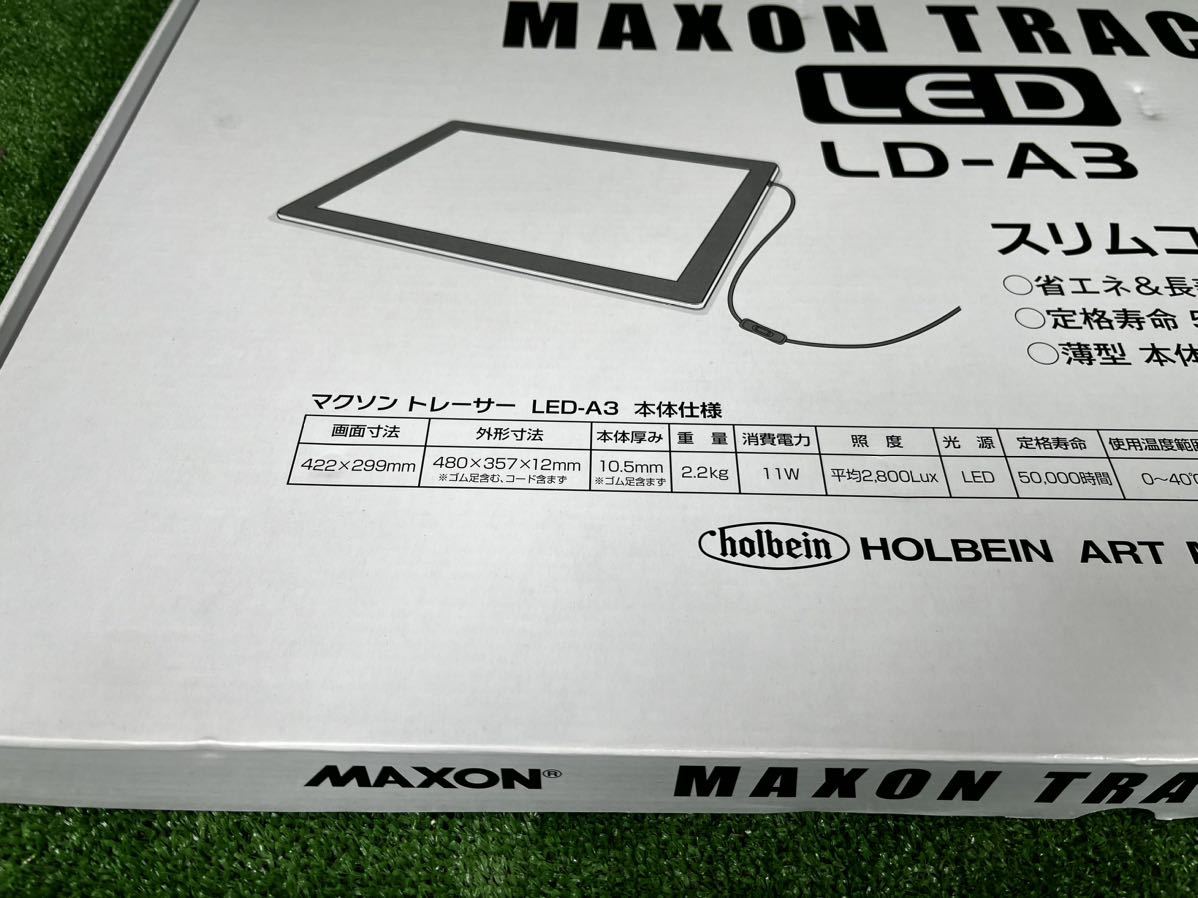 MAXON TRAC
LED
LD-A3
スリムコ
○省エネ&長
○定格寿命
○薄型 本体
マクソン トレーサー LED-A3 本体仕様
画面寸法 外形寸法 本体厚み 重 量 消費電力 照 度 光 源 定格寿命 使用温度範囲
422×299mm 480×357×12mm 10.5mm 2.2kg 11W 平均2,800Lux LED 50,000時間 0〜40℃
※ゴム足含む、コード含まず ※ゴム足含まず
holbein HOLBEIN ART
MAXON® MAXON TRA